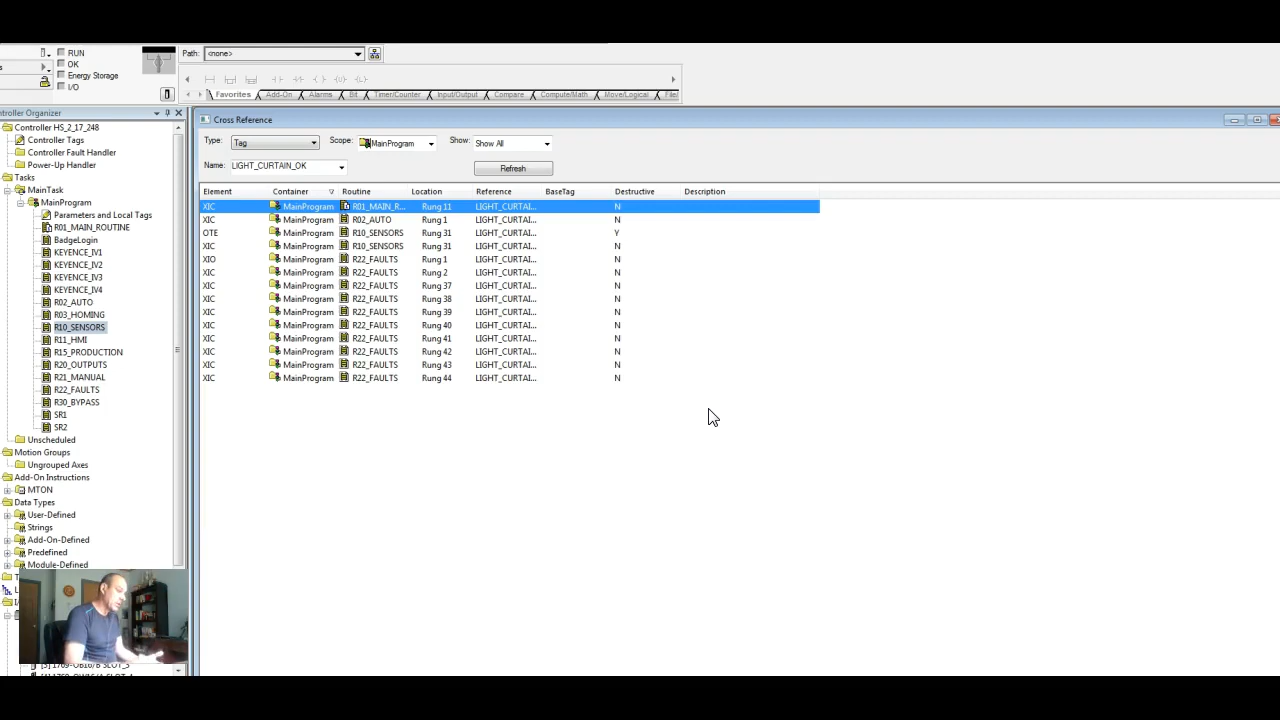 RUN
Path: <none>
OK
Energy Storage
I/O
Favorites Add-On Alarms Bit Timer/Counter Input/Output Compare Compute/Math Move/Logical File/
ntroller Organizer
Cross Reference
Controller HS_2_17_248
Controller Tags
Controller Fault Handler
Power-Up Handler
Tasks
MainTask
MainProgram
Parameters and Local Tags
R01_MAIN_ROUTINE
BadgeLogin
KEYENCE_IV1
KEYENCE_IV2
KEYENCE_IV3
KEYENCE_IV4
R02_AUTO
R03_HOMING
R10_SENSORS
R11_HMI
R15_PRODUCTION
R20_OUTPUTS
R21_MANUAL
R22_FAULTS
R30_BYPASS
SR1
SR2
Unscheduled
Motion Groups
Ungrouped Axes
Add-On Instructions
MTON
Data Types
User-Defined
Strings
Add-On-Defined
Predefined
Module-Defined
[3] 1769-OB16/B SLOT_3
Type: Tag Scope: MainProgram Show: Show All
Name: LIGHT_CURTAIN_OK Refresh
Element Container Routine Location Reference BaseTag Destructive Description
XIC MainProgram R01_MAIN_R... Rung 11 LIGHT_CURTAI... N
XIC MainProgram R02_AUTO Rung 1 LIGHT_CURTAI... N
OTE MainProgram R10_SENSORS Rung 31 LIGHT_CURTAI... Y
XIC MainProgram R10_SENSORS Rung 31 LIGHT_CURTAI... N
XIO MainProgram R22_FAULTS Rung 1 LIGHT_CURTAI... N
XIC MainProgram R22_FAULTS Rung 2 LIGHT_CURTAI... N
XIC MainProgram R22_FAULTS Rung 37 LIGHT_CURTAI... N
XIC MainProgram R22_FAULTS Rung 38 LIGHT_CURTAI... N
XIC MainProgram R22_FAULTS Rung 39 LIGHT_CURTAI... N
XIC MainProgram R22_FAULTS Rung 40 LIGHT_CURTAI... N
XIC MainProgram R22_FAULTS Rung 41 LIGHT_CURTAI... N
XIC MainProgram R22_FAULTS Rung 42 LIGHT_CURTAI... N
XIC MainProgram R22_FAULTS Rung 43 LIGHT_CURTAI... N
XIC MainProgram R22_FAULTS Rung 44 LIGHT_CURTAI... N